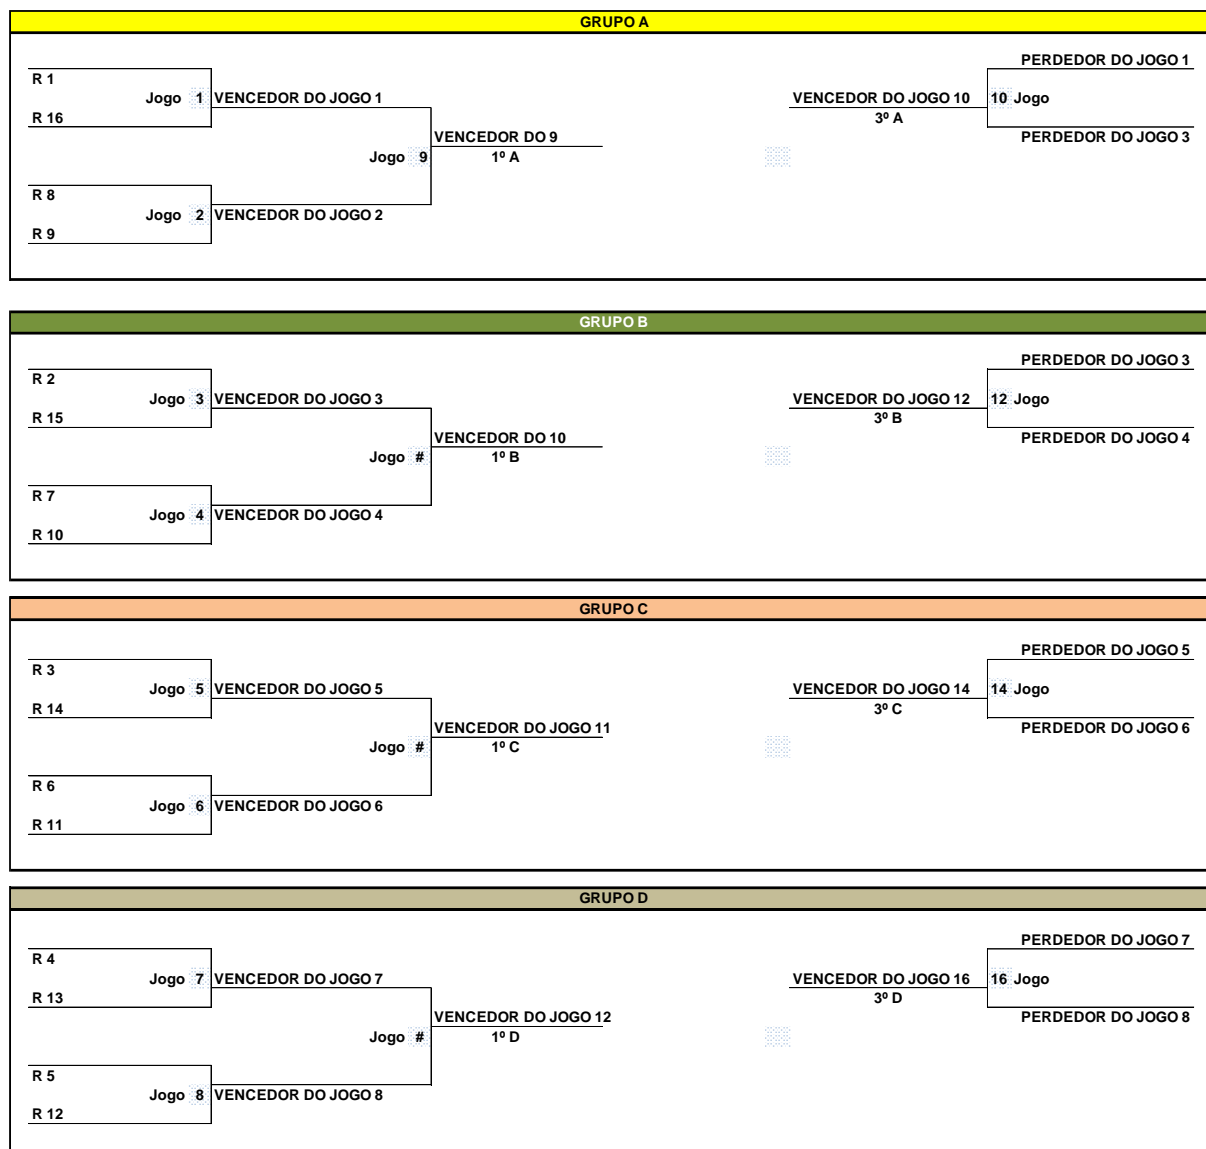 GRUPO A
PERDEDOR DO JOGO 1
R 1
Jogo 1 VENCEDOR DO JOGO 1
VENCEDOR DO JOGO 10 10 Jogo
R 16
3º A
VENCEDOR DO 9
PERDEDOR DO JOGO 3
Jogo 9 1º A
R 8
Jogo 2 VENCEDOR DO JOGO 2
R 9
GRUPO B
PERDEDOR DO JOGO 3
R 2
Jogo 3 VENCEDOR DO JOGO 3
VENCEDOR DO JOGO 12 12 Jogo
R 15
3º B
VENCEDOR DO 10
PERDEDOR DO JOGO 4
Jogo # 1º B
R 7
Jogo 4 VENCEDOR DO JOGO 4
R 10
GRUPO C
PERDEDOR DO JOGO 5
R 3
Jogo 5 VENCEDOR DO JOGO 5
VENCEDOR DO JOGO 14 14 Jogo
R 14
3º C
VENCEDOR DO JOGO 11
PERDEDOR DO JOGO 6
Jogo # 1º C
R 6
Jogo 6 VENCEDOR DO JOGO 6
R 11
GRUPO D
PERDEDOR DO JOGO 7
R 4
Jogo 7 VENCEDOR DO JOGO 7
VENCEDOR DO JOGO 16 16 Jogo
R 13
3º D
VENCEDOR DO JOGO 12
PERDEDOR DO JOGO 8
Jogo # 1º D
R 5
Jogo 8 VENCEDOR DO JOGO 8
R 12